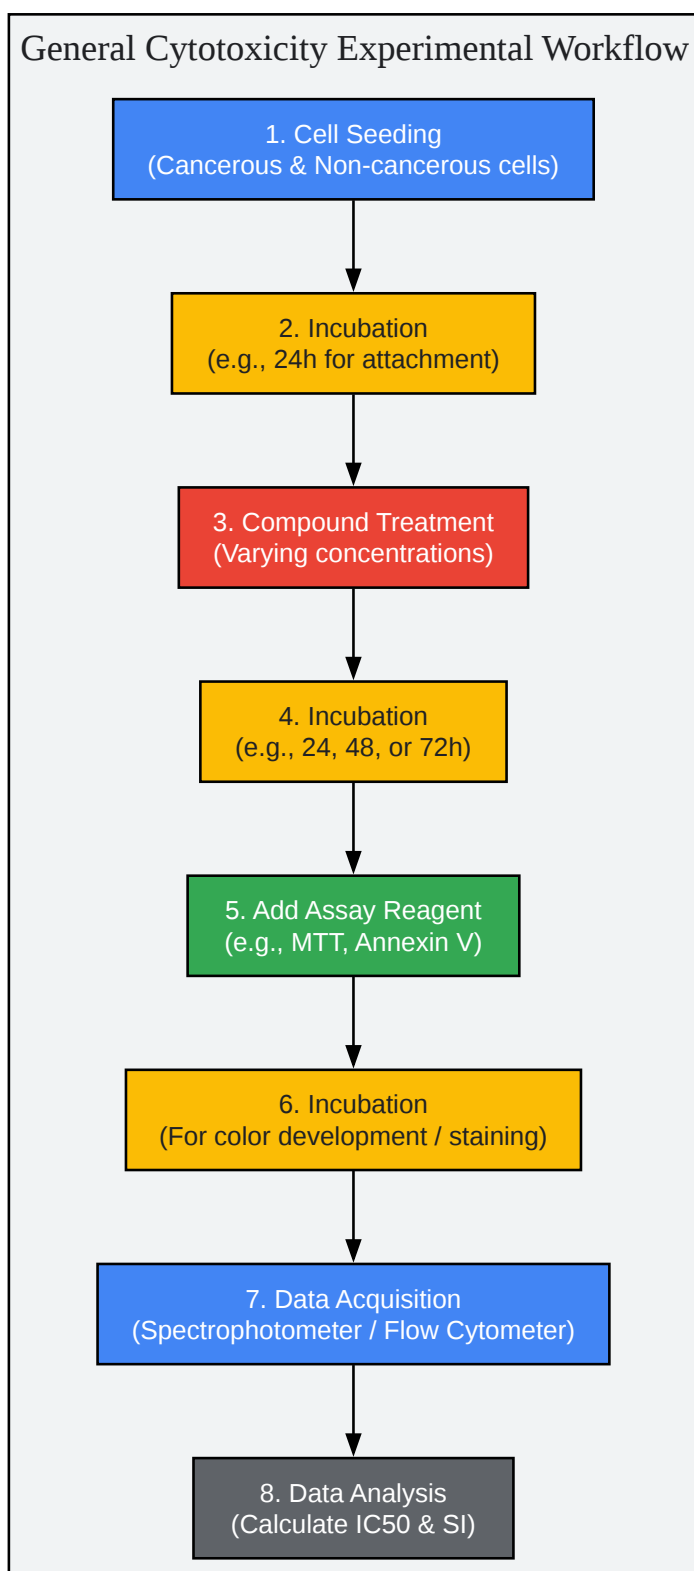 General Cytotoxicity Experimental Workflow
1. Cell Seeding
(Cancerous & Non-cancerous cells)
2. Incubation
(e.g., 24h for attachment)
3. Compound Treatment
(Varying concentrations)
4. Incubation
(e.g., 24, 48, or 72h)
5. Add Assay Reagent
(e.g., MTT, Annexin V)
6. Incubation
(For color development / staining)
7. Data Acquisition
(Spectrophotometer / Flow Cytometer)
8. Data Analysis
(Calculate IC50 & SI)